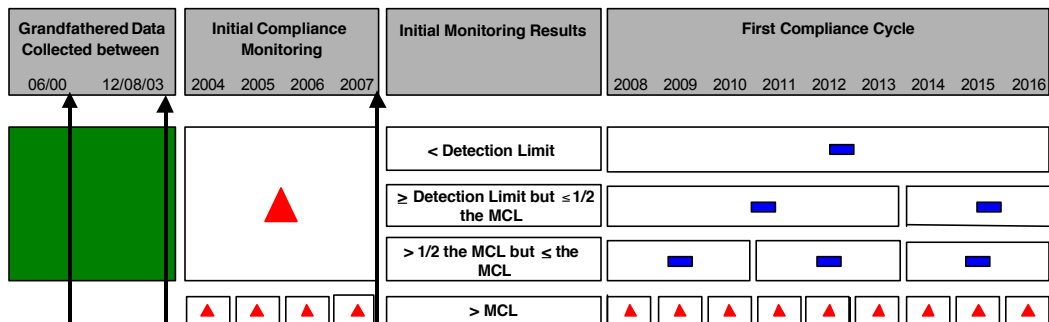 Grandfathered Data
Collected between
06/00 12/08/03
Initial Compliance
Monitoring
2004 2005 2006 2007
Initial Monitoring Results
First Compliance Cycle
2008 2009 2010 2011 2012 2013 2014 2015 2016
< Detection Limit
≥ Detection Limit but ≤ 1/2
the MCL
> 1/2 the MCL but ≤ the
MCL
> MCL